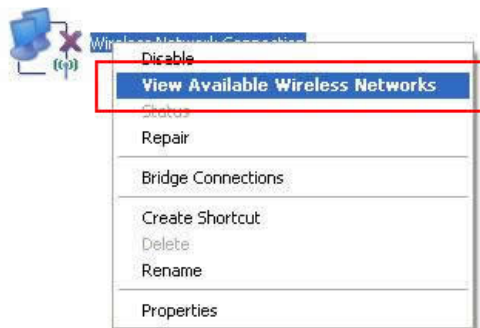 Wireless Network Connection
Disable
View Available Wireless Networks
Status
Repair
Bridge Connections
Create Shortcut
Delete
Rename
Properties